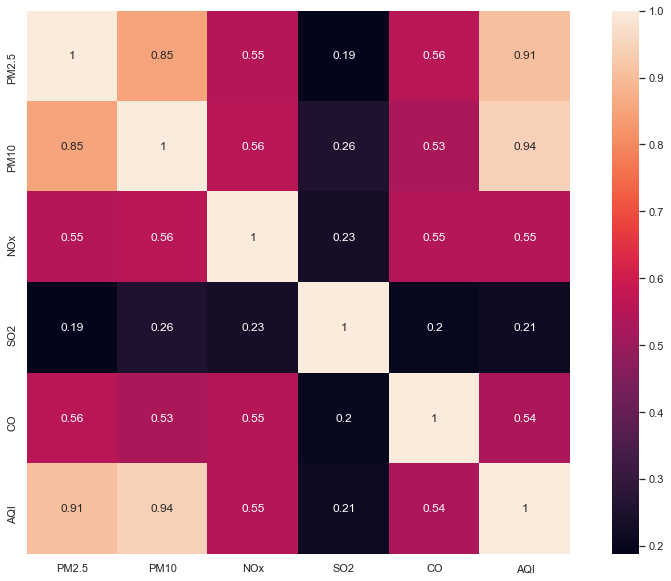 PM2.5 1 0.85 0.55 0.19 0.56 0.91
PM10 0.85 1 0.56 0.26 0.53 0.94
NOx 0.55 0.56 1 0.23 0.55 0.55
SO2 0.19 0.26 0.23 1 0.2 0.21
CO 0.56 0.53 0.55 0.2 1 0.54
AQI 0.91 0.94 0.55 0.21 0.54 1
PM2.5 PM10 NOx SO2 CO AQI
1.0
0.9
0.8
0.7
0.6
0.5
0.4
0.3
0.2